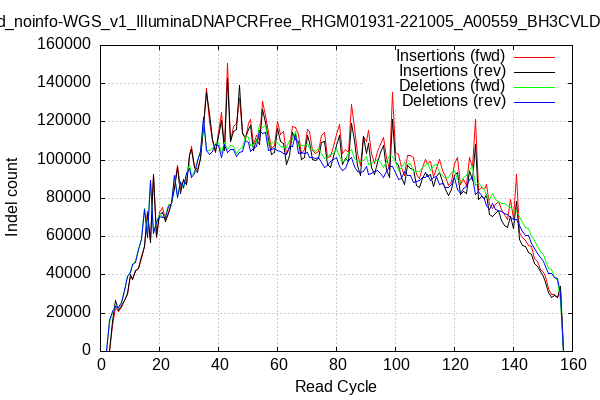 d_noinfo-WGS_v1_IlluminaDNAPCRFree_RHGM01931-221005_A00559_BH3CVLD
160000
140000
120000
100000
80000
60000
40000
20000
0
Indel count
Insertions (fwd)
Insertions (rev)
Deletions (fwd)
Deletions (rev)
0 20 40 60 80 100 120 140 160
Read Cycle